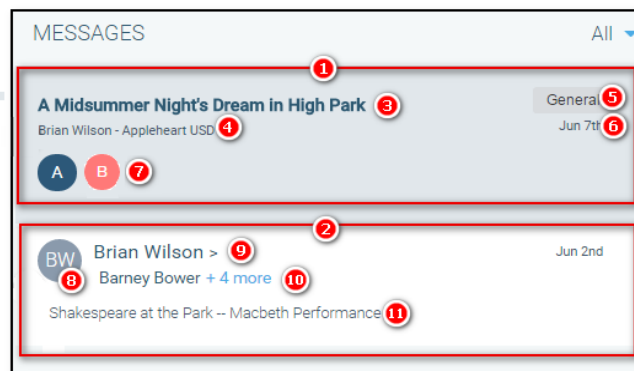 MESSAGES All
1
A Midsummer Night's Dream in High Park 3 General 5
Brian Wilson - Appleheart USD 4 Jun 7th 6
A B 7
2
BW Brian Wilson > 9 Jun 2nd
8 Barney Bower + 4 more 10
Shakespeare at the Park -- Macbeth Performance 11